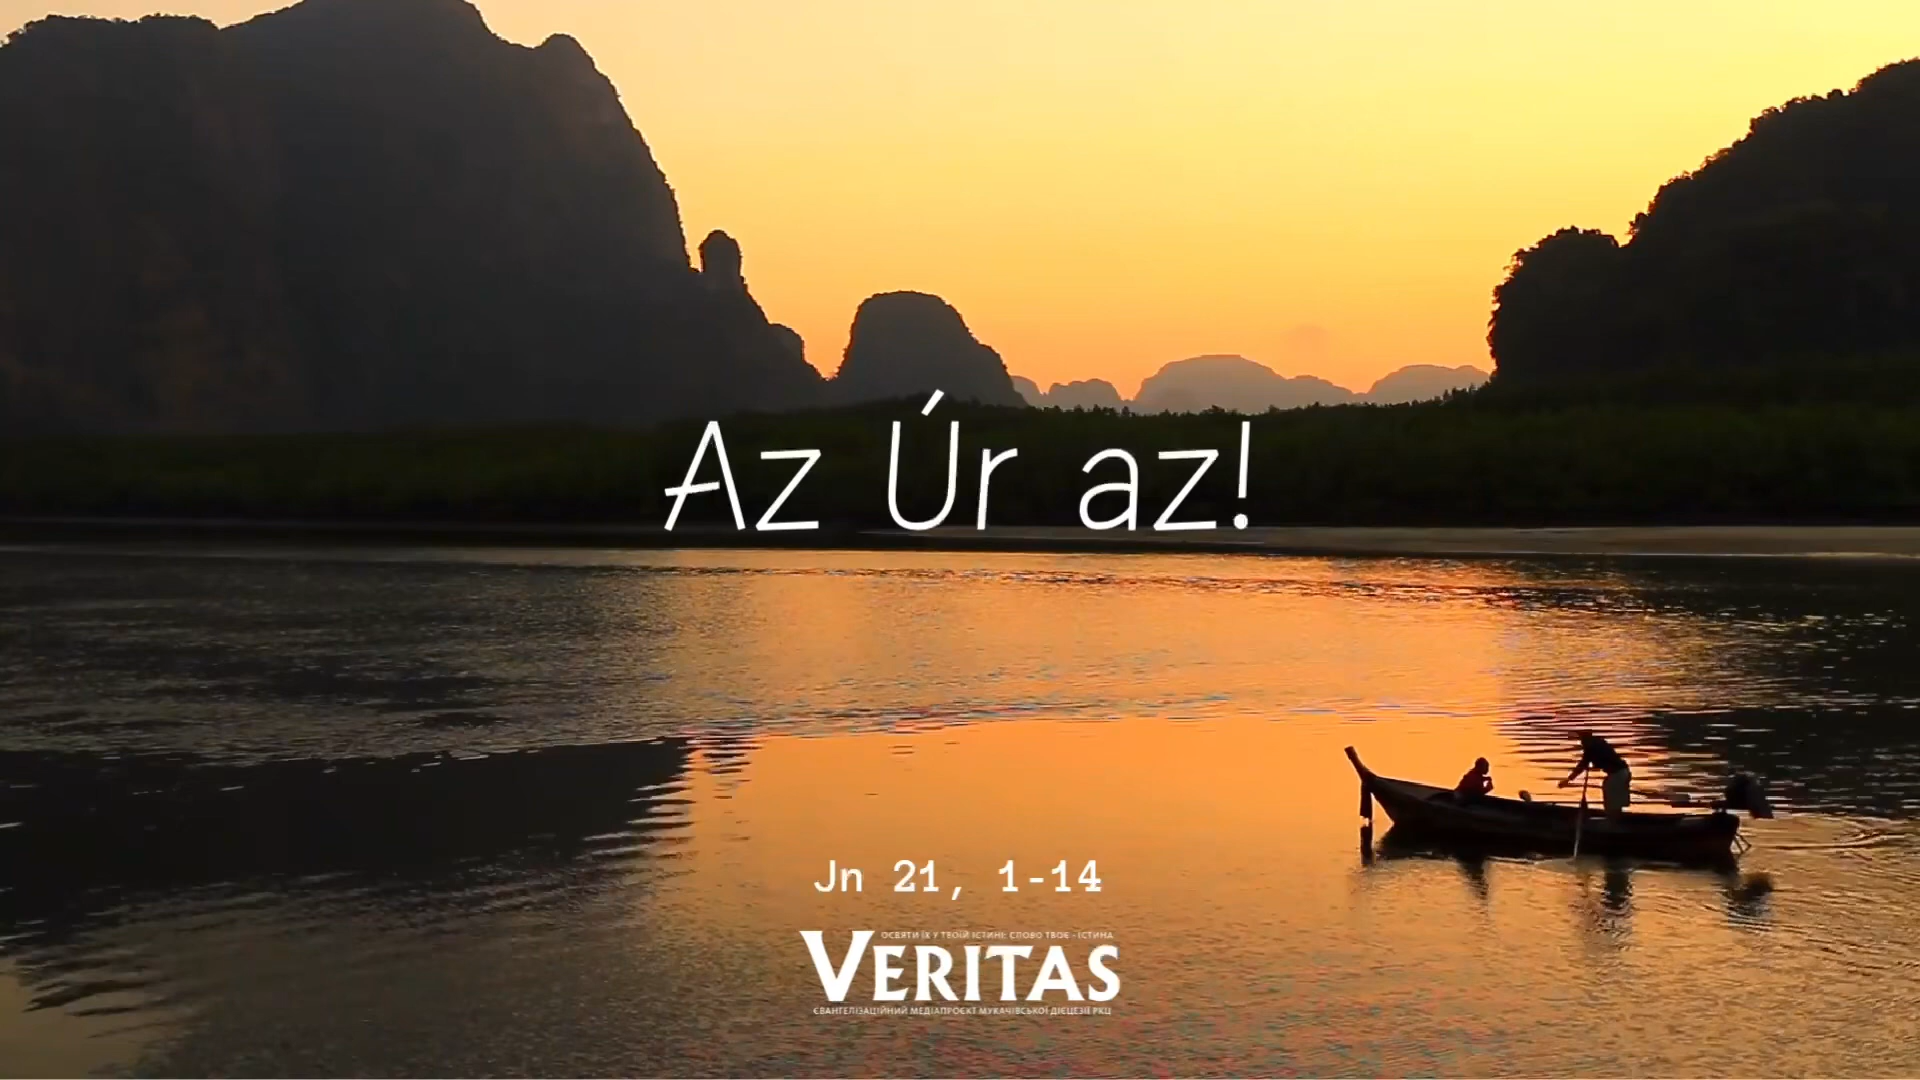 Az Úr az!
Jn 21, 1-14
ОСВЯТИ ЇХ У ТВОЇЙ ІСТИНІ: СЛОВО ТВОЄ - ІСТИНА
VERITAS
ЄВАНГЕЛІЗАЦІЙНИЙ МЕДІАПРОЄКТ МУКАЧІВСЬКОЇ ДІЄЦЕЗІЇ РКЦ